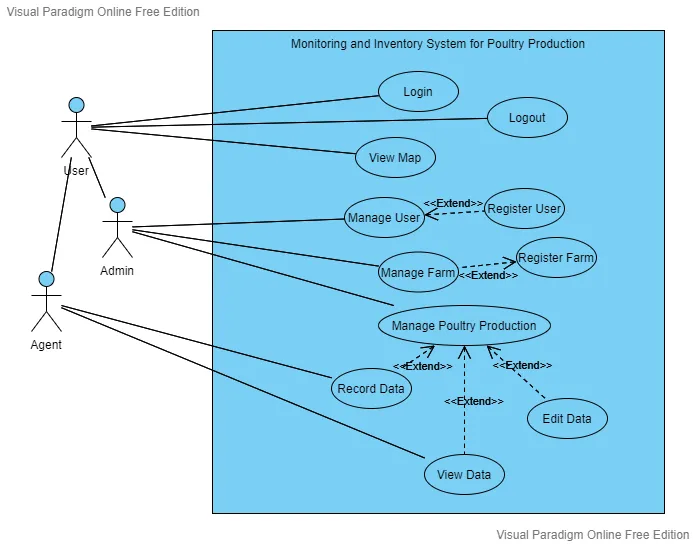 Visual Paradigm Online Free Edition
Monitoring and Inventory System for Poultry Production
Login
Logout
User
View Map
<<Extend>>
Register User
Manage User
Admin
Register Farm
Manage Farm
<<Extend>>
Manage Poultry Production
Agent
<<Extend>>
<<Extend>>
Record Data
<<Extend>>
Edit Data
View Data
Visual Paradigm Online Free Edition